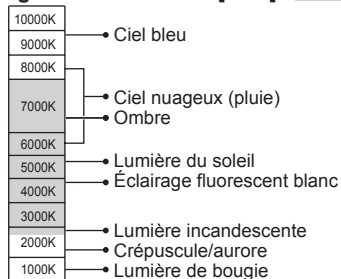 10000K
Ciel bleu
9000K
8000K
Ciel nuageux (pluie)
7000K
Ombre
6000K
Lumière du soleil
5000K
Éclairage fluorescent blanc
4000K
3000K
Lumière incandescente
2000K
Crépuscule/aurore
1000K
Lumière de bougie